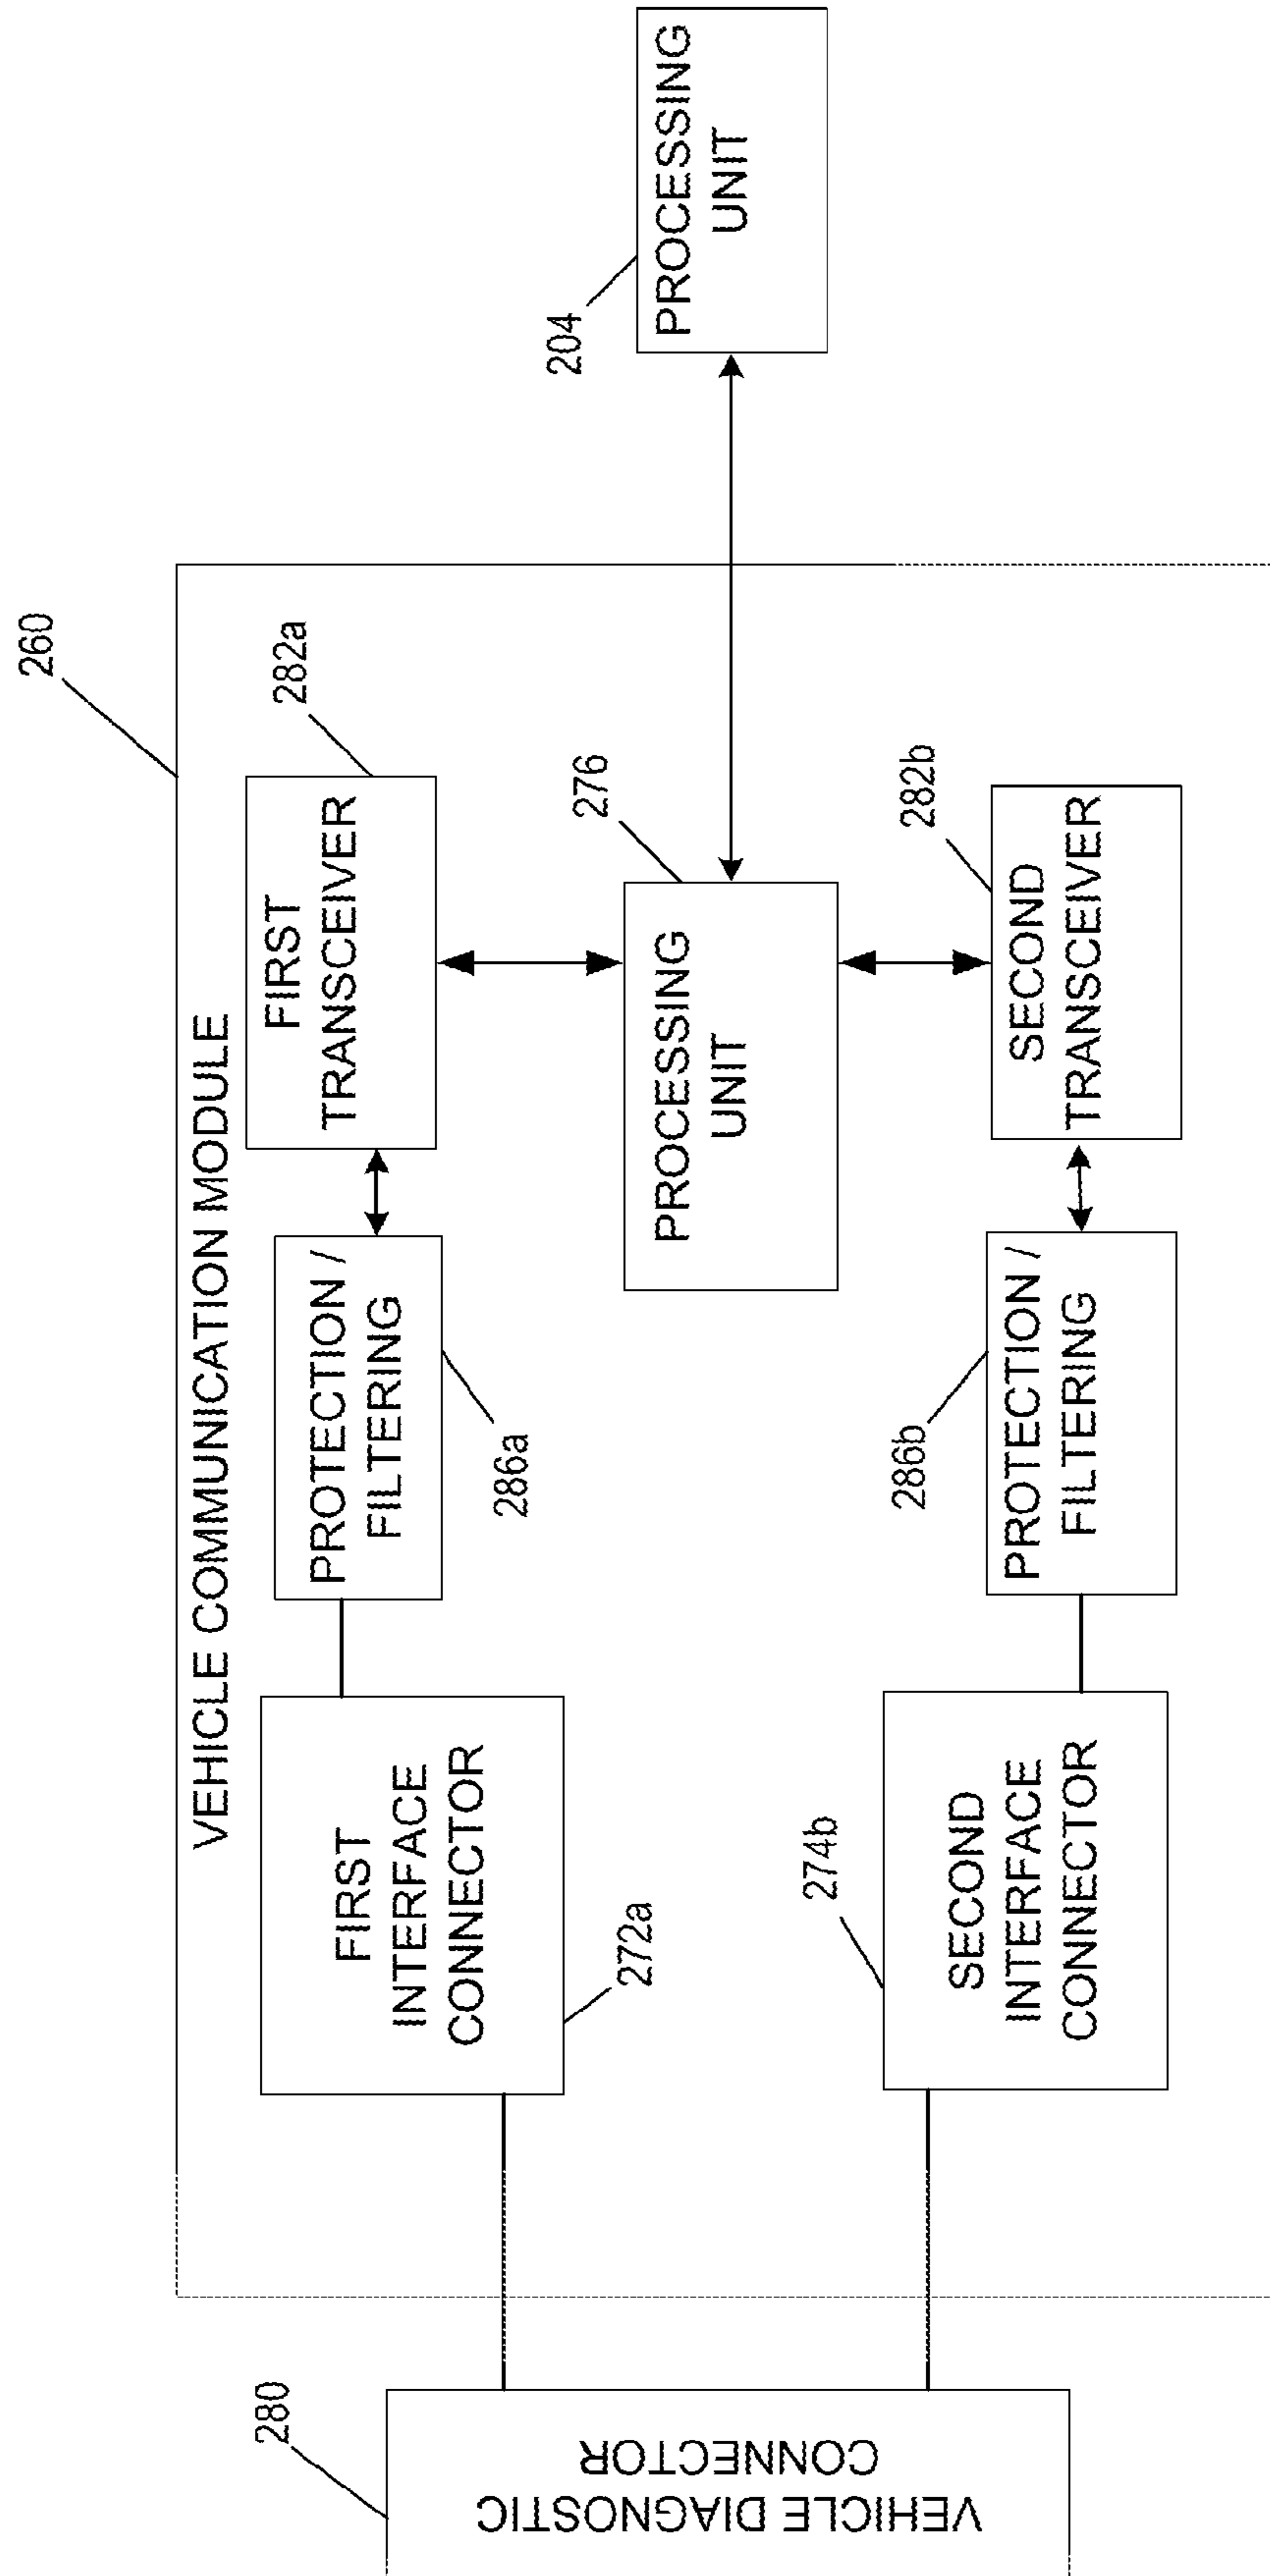 260
VEHICLE COMMUNICATION MODULE
280
VEHICLE DIAGNOSTIC
CONNECTOR
FIRST
INTERFACE
CONNECTOR
272a
PROTECTION /
FILTERING
286a
FIRST
TRANSCEIVER
282a
PROCESSING
UNIT
276
204
PROCESSING
UNIT
274b
SECOND
INTERFACE
CONNECTOR
286b
PROTECTION /
FILTERING
282b
SECOND
TRANSCEIVER